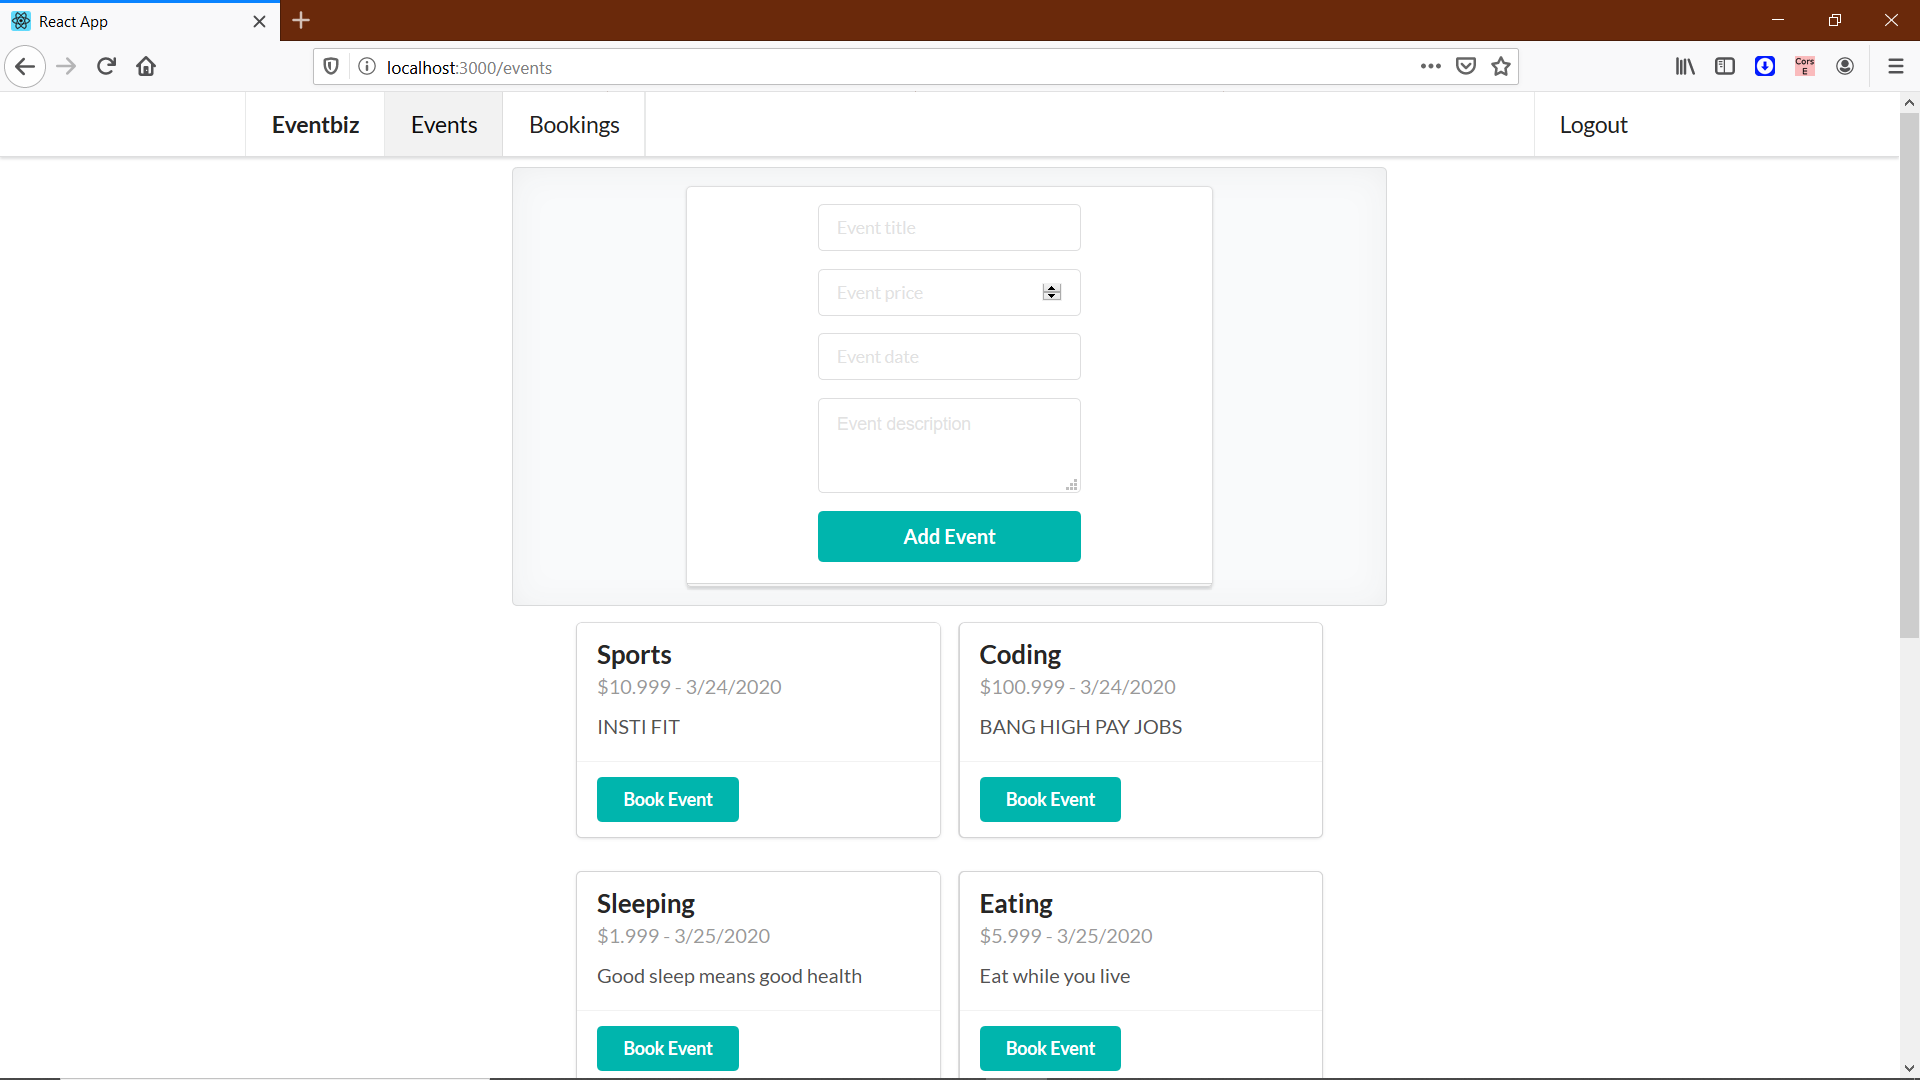 React App
localhost:3000/events
Cors
E
Eventbiz Events Bookings Logout
Event title
Event price
Event date
Event description
Add Event
Sports
$10.999 - 3/24/2020
INSTI FIT
Book Event
Coding
$100.999 - 3/24/2020
BANG HIGH PAY JOBS
Book Event
Sleeping
$1.999 - 3/25/2020
Good sleep means good health
Book Event
Eating
$5.999 - 3/25/2020
Eat while you live
Book Event